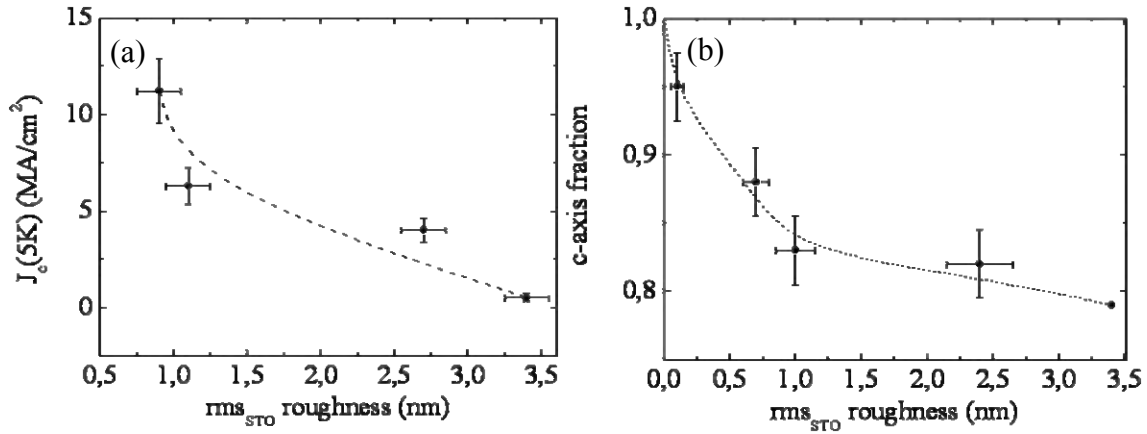 (a)
15
10
5
0
J_c(5K) (MA/cm²)
0,5 1,0 1,5 2,0 2,5 3,0 3,5
rms_STO roughness (nm)
(b)
1,0
0,9
0,8
c-axis fraction
0,0 0,5 1,0 1,5 2,0 2,5 3,0 3,5
rms_STO roughness (nm)